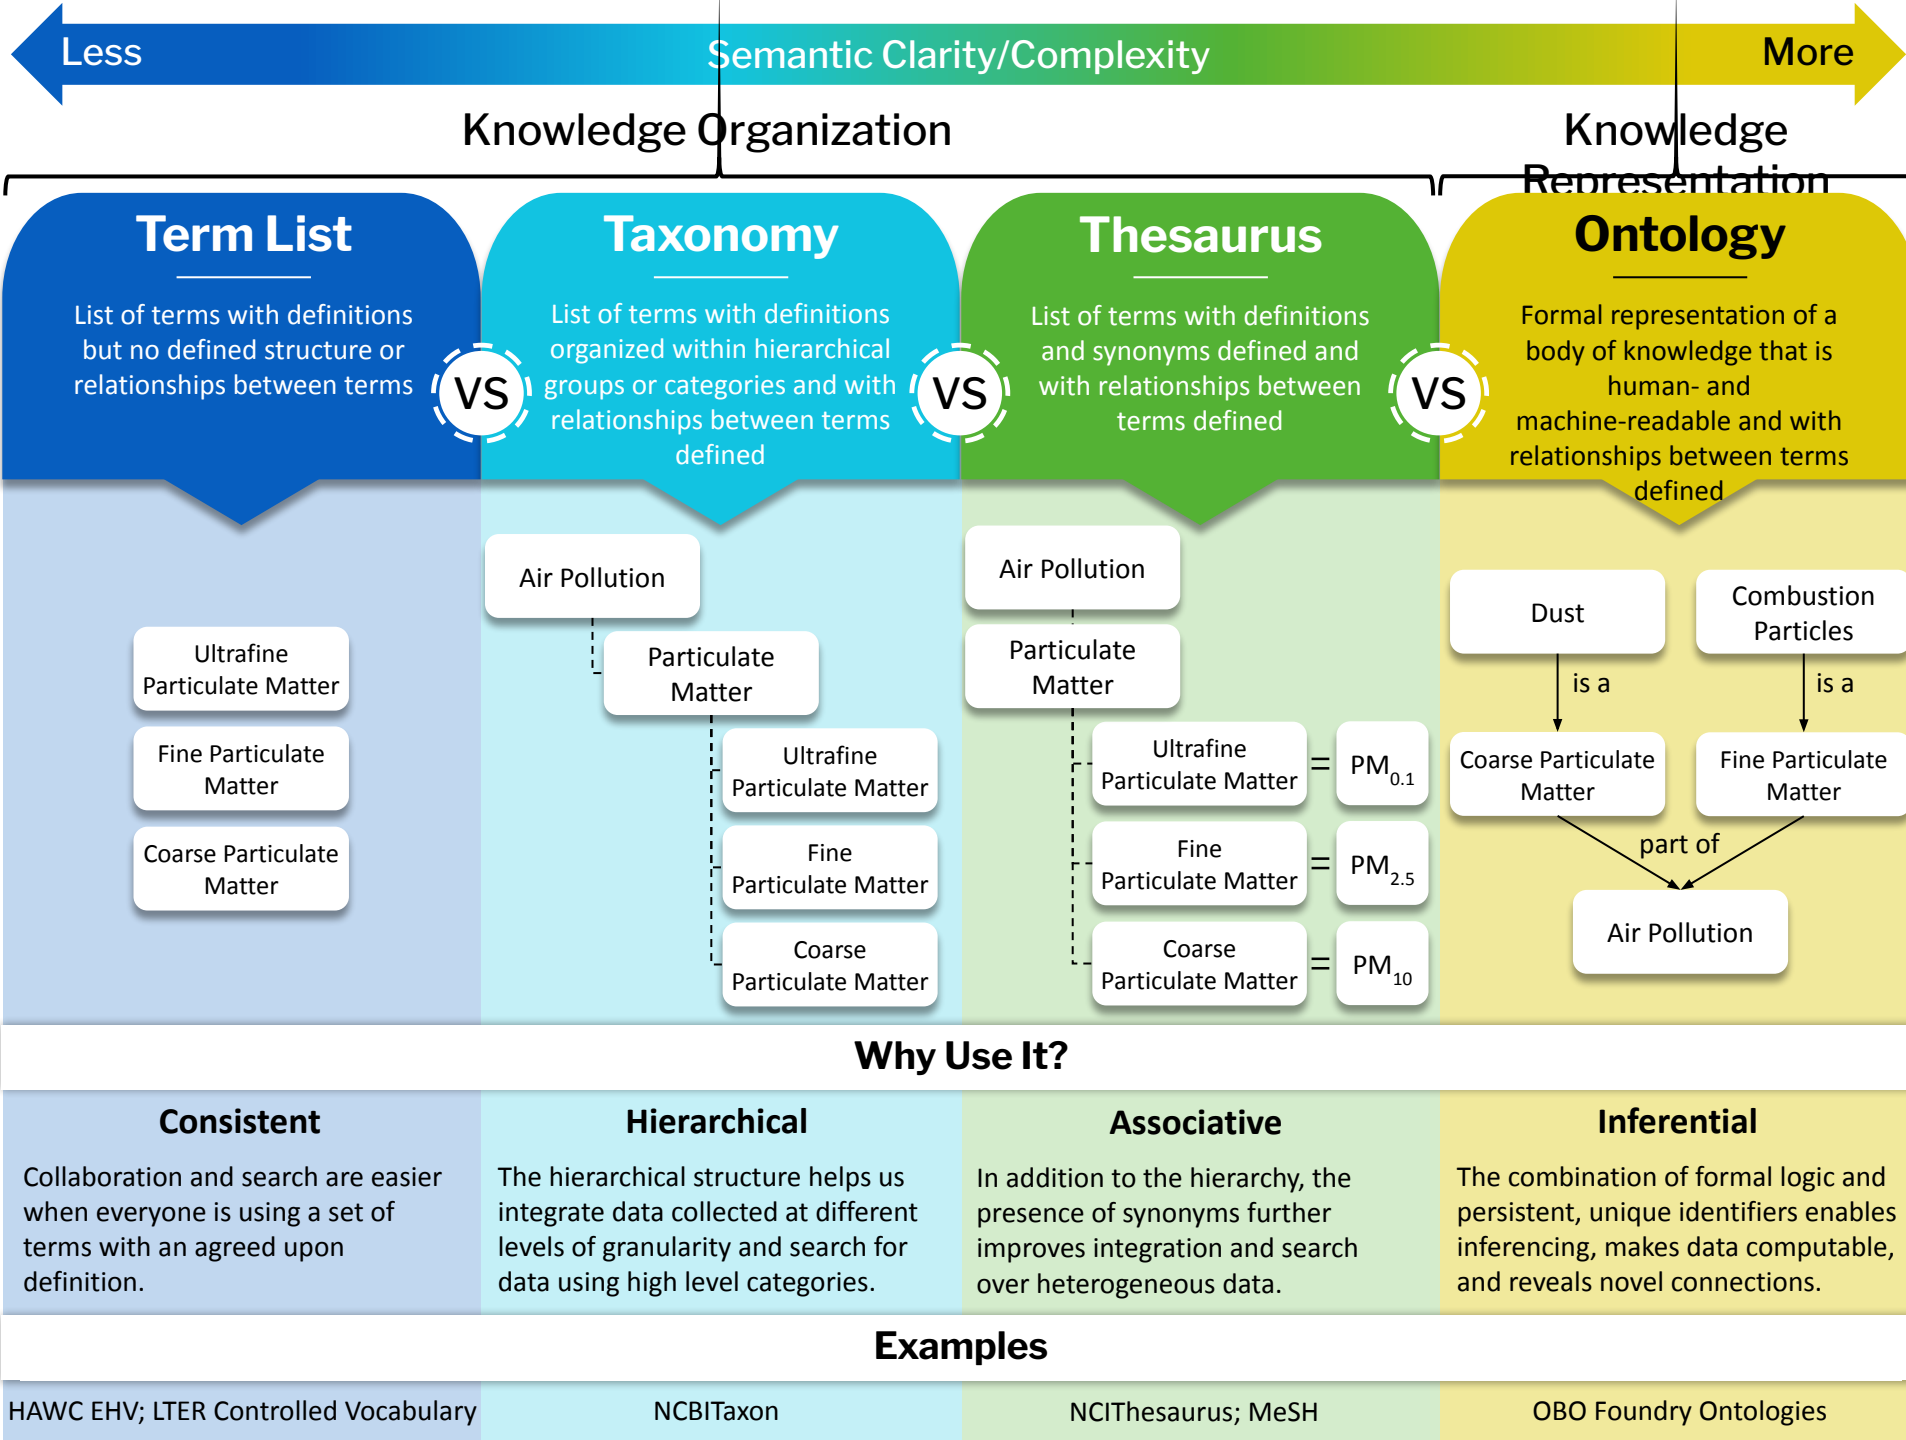 Less
Semantic Clarity/Complexity
More
Knowledge Organization
Knowledge
Representation
Term List
List of terms with definitions
but no defined structure or
relationships between terms
VS
Taxonomy
List of terms with definitions
organized within hierarchical
groups or categories and with
relationships between terms
defined
VS
Thesaurus
List of terms with definitions
and synonyms defined and
with relationships between
terms defined
VS
Ontology
Formal representation of a
body of knowledge that is
human- and
machine-readable and with
relationships between terms
defined
Ultrafine
Particulate Matter
Fine Particulate
Matter
Coarse Particulate
Matter
Air Pollution
Particulate
Matter
Ultrafine
Particulate Matter
Fine
Particulate Matter
Coarse
Particulate Matter
Air Pollution
Particulate
Matter
Ultrafine
Particulate Matter
=
PM0.1
Fine
Particulate Matter
=
PM2.5
Coarse
Particulate Matter
=
PM10
Dust
Combustion
Particles
is a
is a
Coarse Particulate
Matter
Fine Particulate
Matter
part of
Air Pollution
Why Use It?
Consistent
Collaboration and search are easier
when everyone is using a set of
terms with an agreed upon
definition.
Hierarchical
The hierarchical structure helps us
integrate data collected at different
levels of granularity and search for
data using high level categories.
Associative
In addition to the hierarchy, the
presence of synonyms further
improves integration and search
over heterogeneous data.
Inferential
The combination of formal logic and
persistent, unique identifiers enables
inferencing, makes data computable,
and reveals novel connections.
Examples
HAWC EHV; LTER Controlled Vocabulary
NCBITaxon
NCIThesaurus; MeSH
OBO Foundry Ontologies